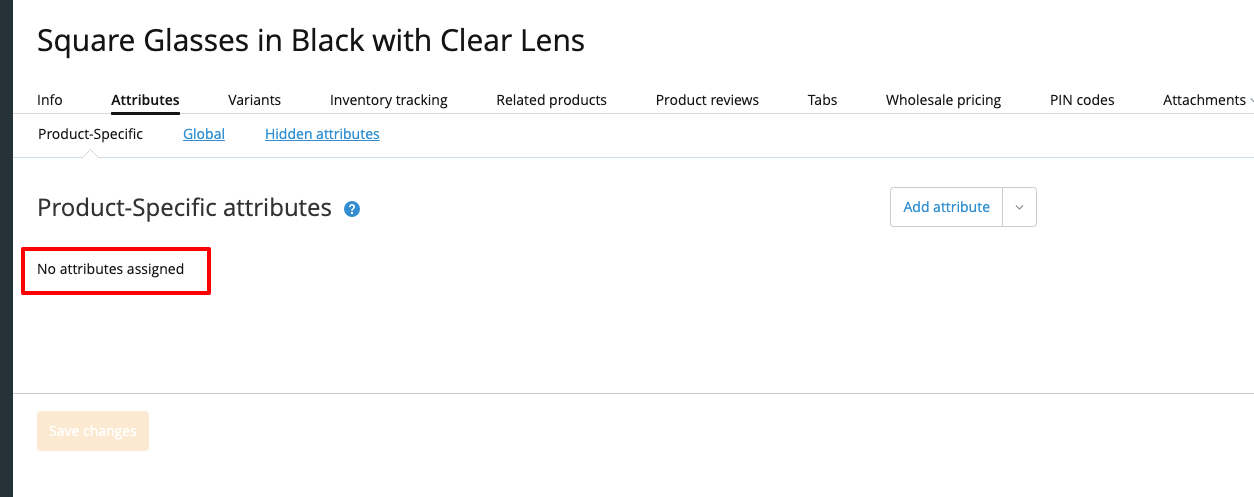 Square Glasses in Black with Clear Lens
Info Attributes Variants Inventory tracking Related products Product reviews Tabs Wholesale pricing PIN codes Attachments
Product-Specific Global Hidden attributes
Product-Specific attributes ?
Add attribute
No attributes assigned
Save changes